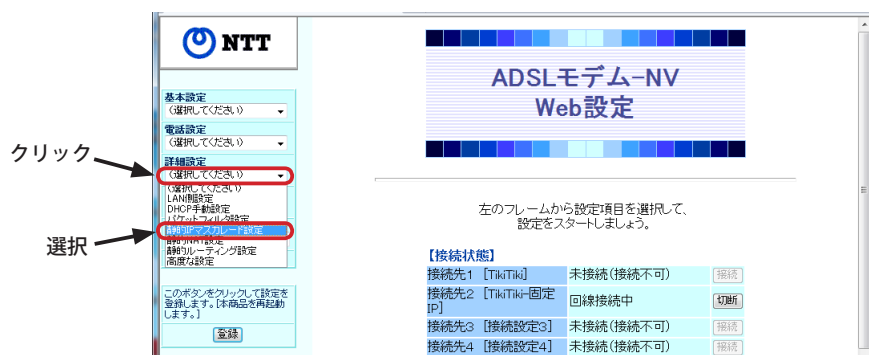 NTT
基本設定
(選択してください)
電話設定
(選択してください)
クリック
詳細設定
(選択してください)
(選択してください)
LAN側設定
DHCP手動設定
パケットフィルタ設定
選択
静的IPマスカレード設定
静的NAT設定
静的ルーティング設定
高度な設定
このボタンをクリックして設定を
登録します。[本商品を再起動
します。]
登録
ADSLモデム-NV
Web設定
左のフレームから設定項目を選択して、
設定をスタートしましょう。
【接続状態】
接続先1 [TikiTiki] 未接続(接続不可) 接続
接続先2 [TikiTiki-固定
IP] 回線接続中 切断
接続先3 [接続設定3] 未接続(接続不可) 接続
接続先4 [接続設定4] 未接続(接続不可) 接続